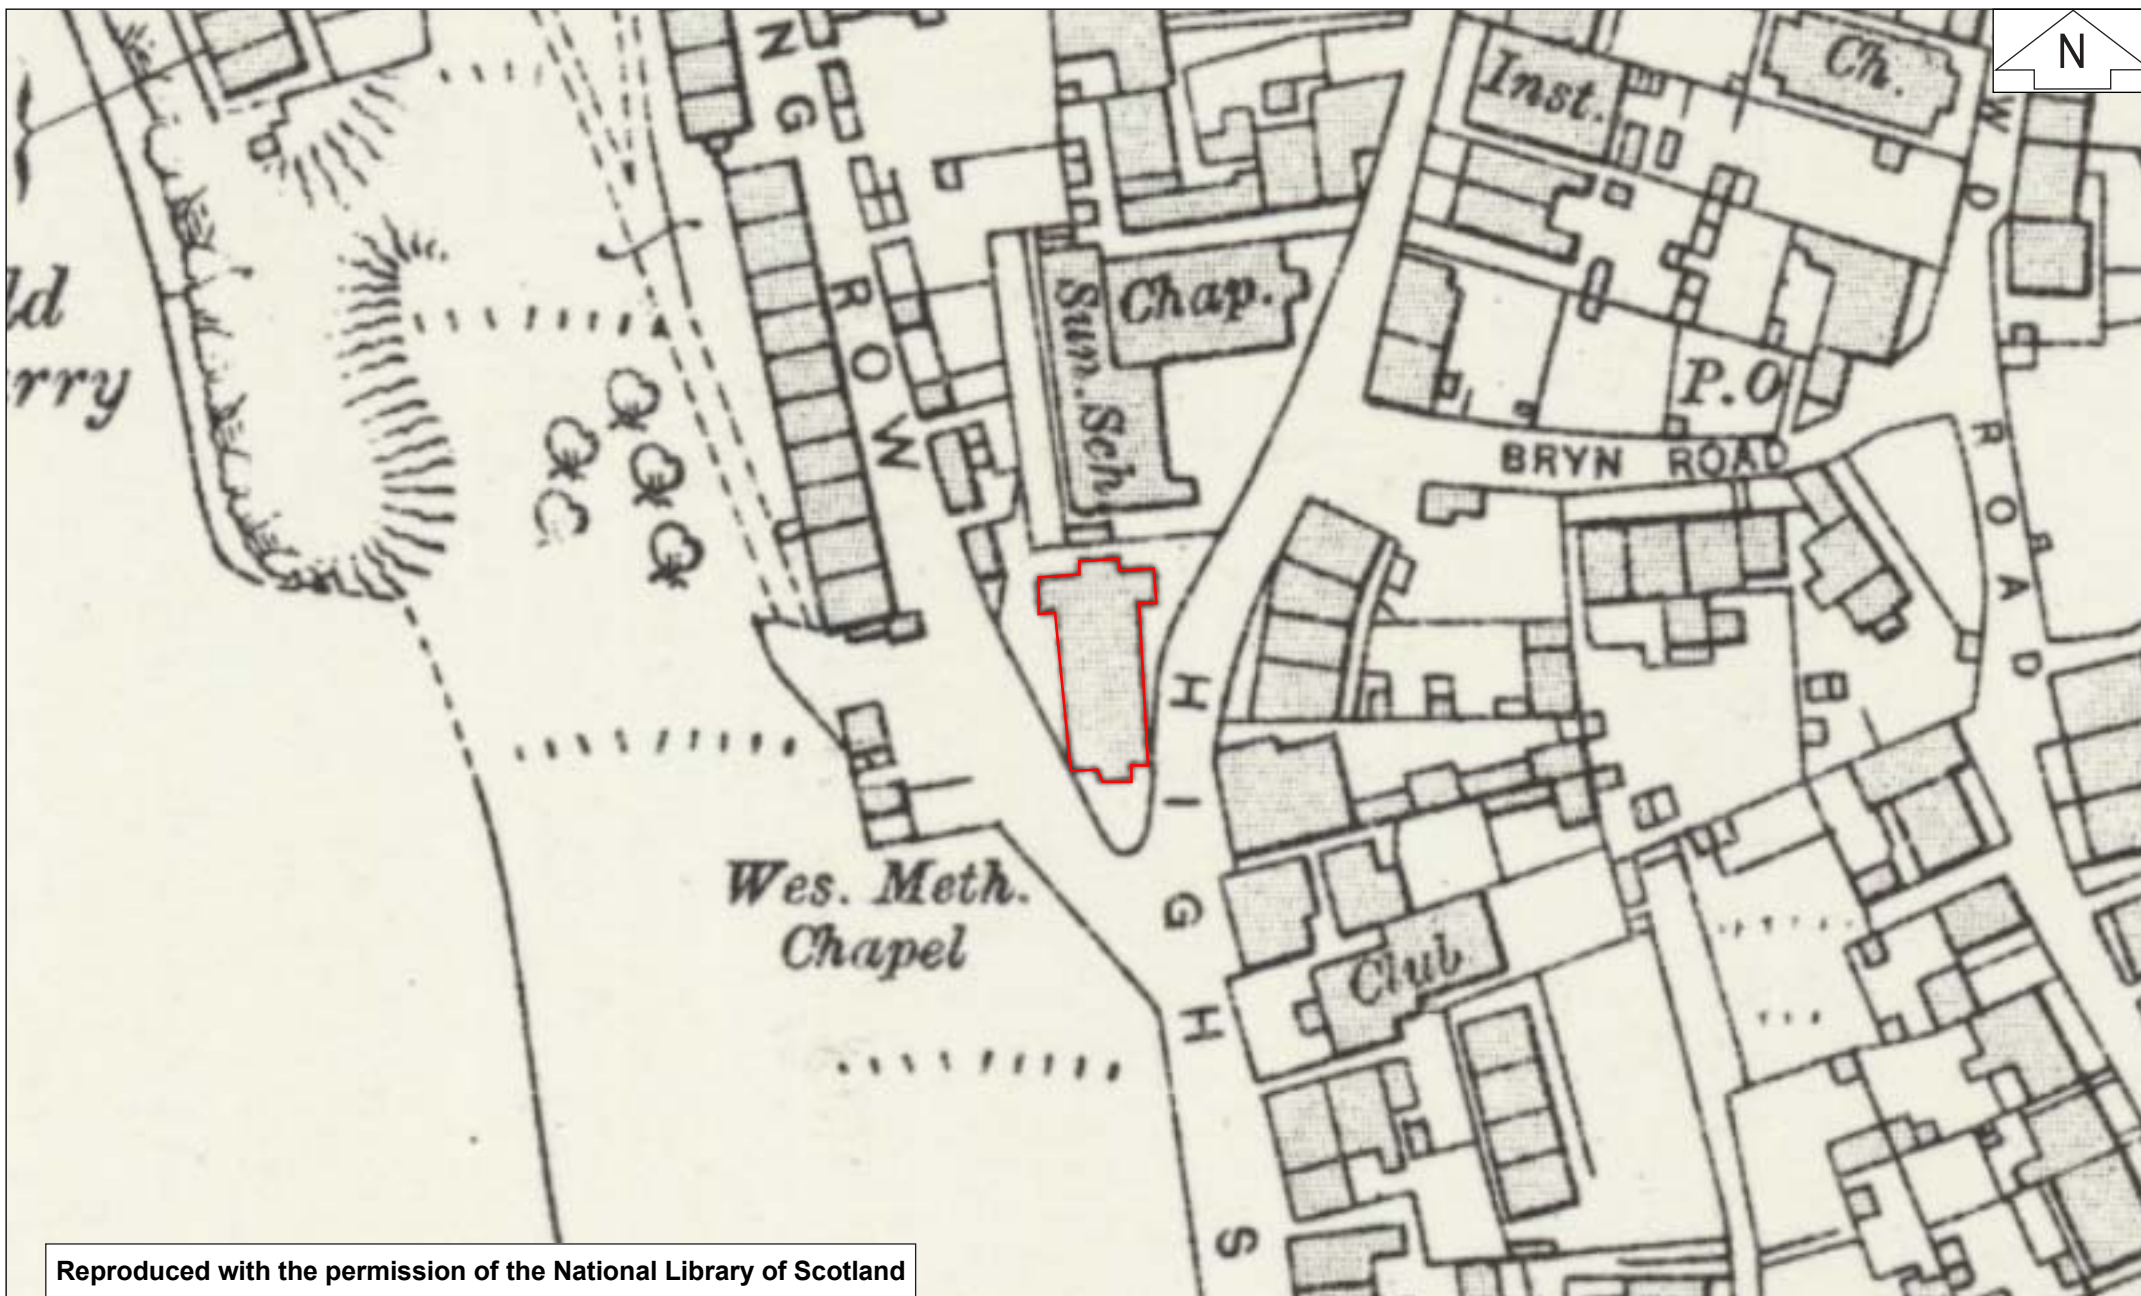 N
Inst.
Ch.
NG
ROW
W
D
ROAD
ld
rry
Sun. Sch
Chap.
P.O
BRYN ROAD
HIGH
S
Wes. Meth.
Chapel
Club
Reproduced with the permission of the National Library of Scotland